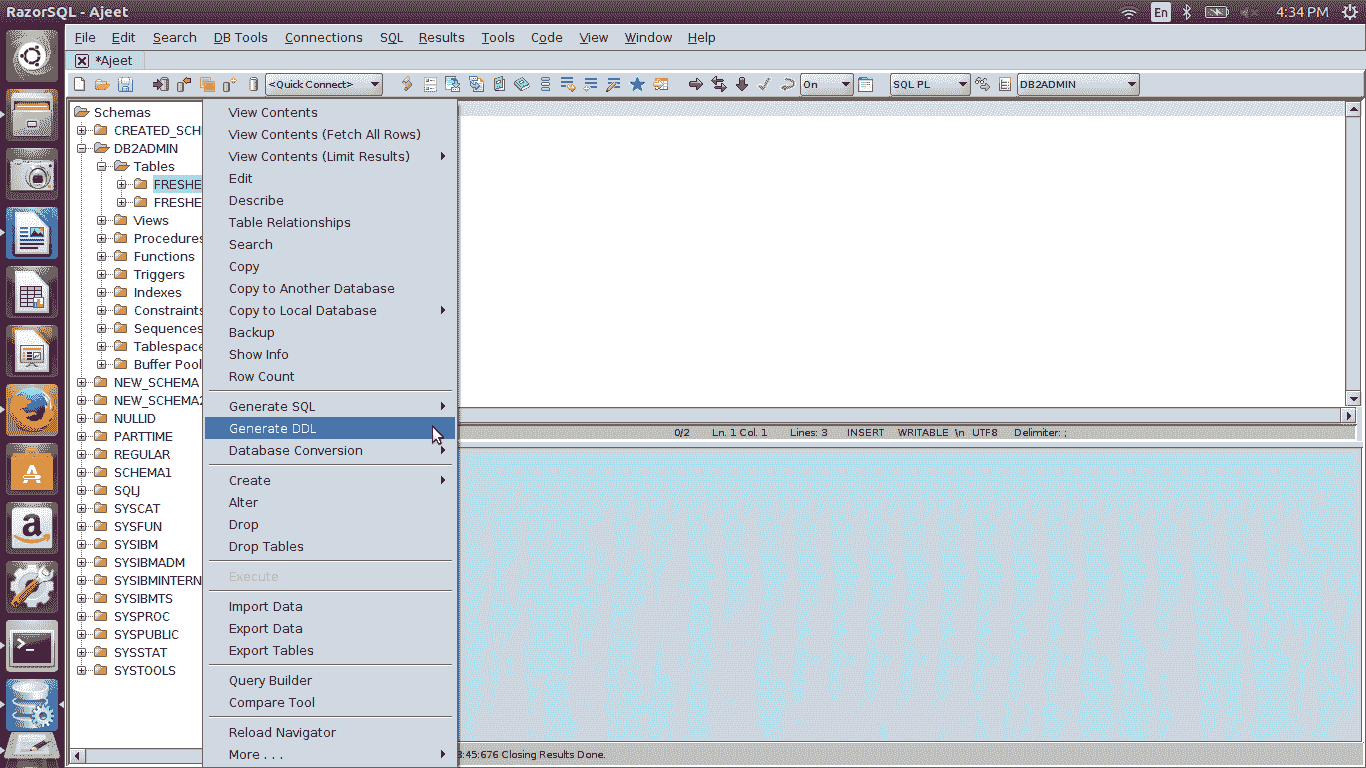 RazorSQL - Ajeet
En
4:34 PM
File Edit Search DB Tools Connections SQL Results Tools Code View Window Help
*Ajeet
<Quick Connect> On SQL PL DB2ADMIN
Schemas
CREATED_SCH
DB2ADMIN
Tables
FRESHE
FRESHE
Views
Procedures
Functions
Triggers
Indexes
Constraints
Sequences
Tablespace
Buffer Pool
NEW_SCHEMA
NEW_SCHEMA2
NULLID
PARTTIME
REGULAR
SCHEMA1
SQLJ
SYSCAT
SYSFUN
SYSIBM
SYSIBMADM
SYSIBMINTERN
SYSIBMTS
SYSPROC
SYSPUBLIC
SYSSTAT
SYSTOOLS
View Contents
View Contents (Fetch All Rows)
View Contents (Limit Results)
Edit
Describe
Table Relationships
Search
Copy
Copy to Another Database
Copy to Local Database
Backup
Show Info
Row Count
Generate SQL
Generate DDL
Database Conversion
Create
Alter
Drop
Drop Tables
Execute
Import Data
Export Data
Export Tables
Query Builder
Compare Tool
Reload Navigator
More . . .
0/2 Ln. 1 Col. 1 Lines: 3 INSERT WRITABLE \n UTF8 Delimiter: ;
:45:676 Closing Results Done.